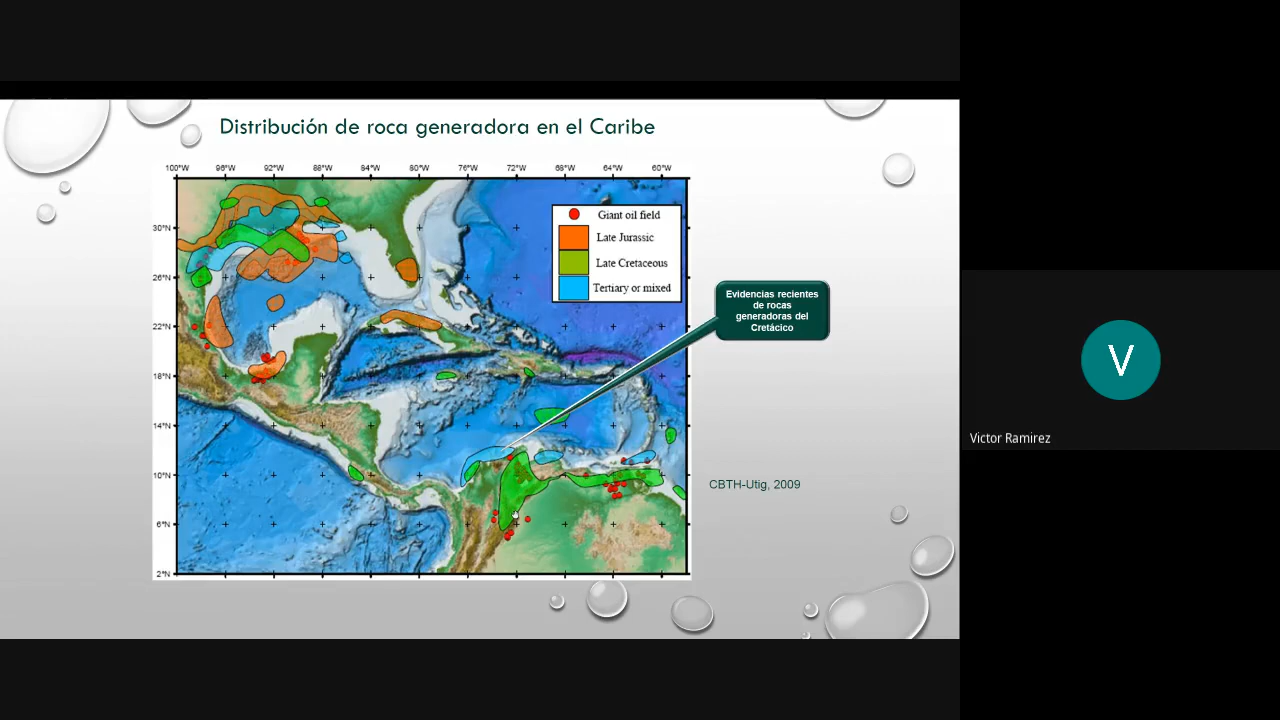 Distribución de roca generadora en el Caribe
100°W 96°W 92°W 88°W 84°W 80°W 76°W 72°W 68°W 64°W 60°W
30°N
26°N
22°N
18°N
14°N
10°N
6°N
2°N
Giant oil field
Late Jurassic
Late Cretaceous
Tertiary or mixed
Evidencias recientes
de rocas
generadoras del
Cretácico
CBTH-Utig, 2009
V
Victor Ramirez